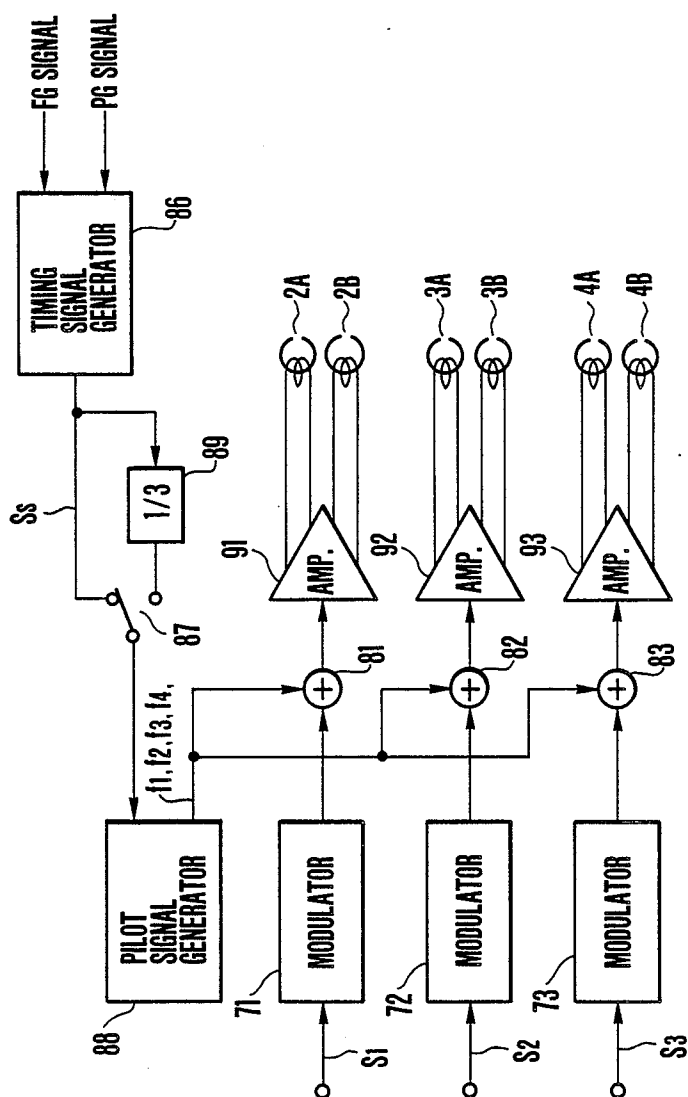 FG SIGNAL
PG SIGNAL
TIMING
SIGNAL
GENERATOR
86
Ss
1/3
89
87
PILOT
SIGNAL
GENERATOR
88
f1, f2, f3, f4,
S1
MODULATOR
71
81
AMP.
91
2A
2B
S2
MODULATOR
72
82
AMP.
92
3A
3B
S3
MODULATOR
73
83
AMP.
93
4A
4B